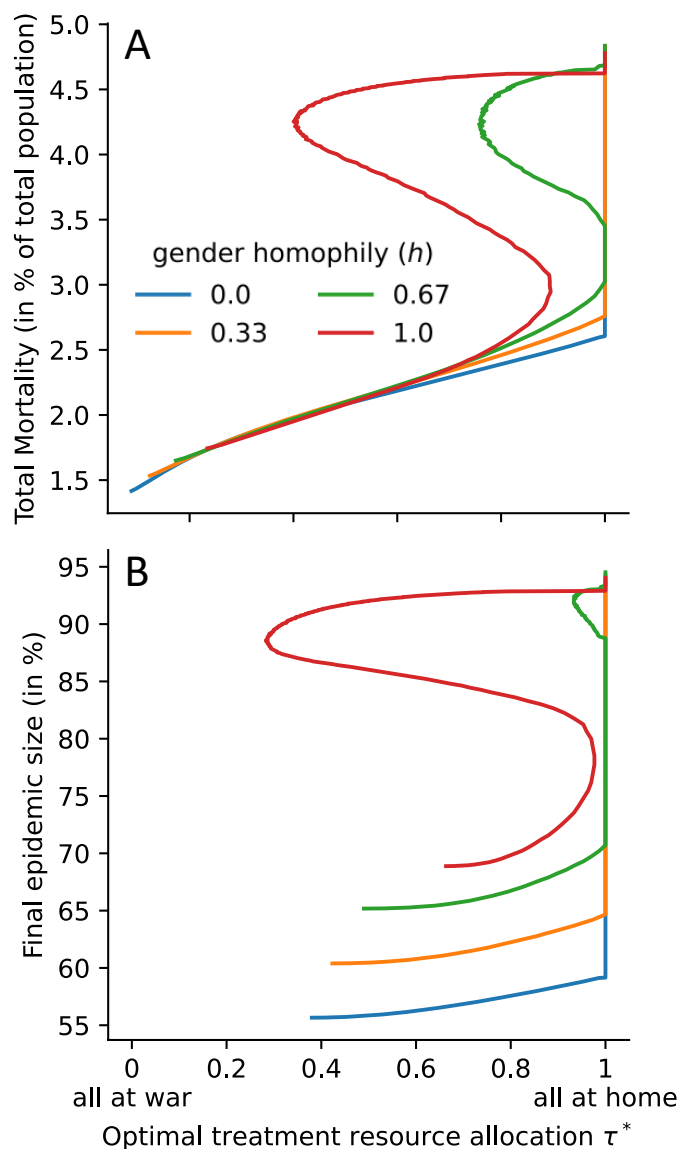 A
5.0
4.5
4.0
3.5
3.0
2.5
2.0
1.5
Total Mortality (in % of total population)
gender homophily (h)
0.0 0.67
0.33 1.0
B
95
90
85
80
75
70
65
60
55
Final epidemic size (in %)
0 0.2 0.4 0.6 0.8 1
all at war all at home
Optimal treatment resource allocation τ*